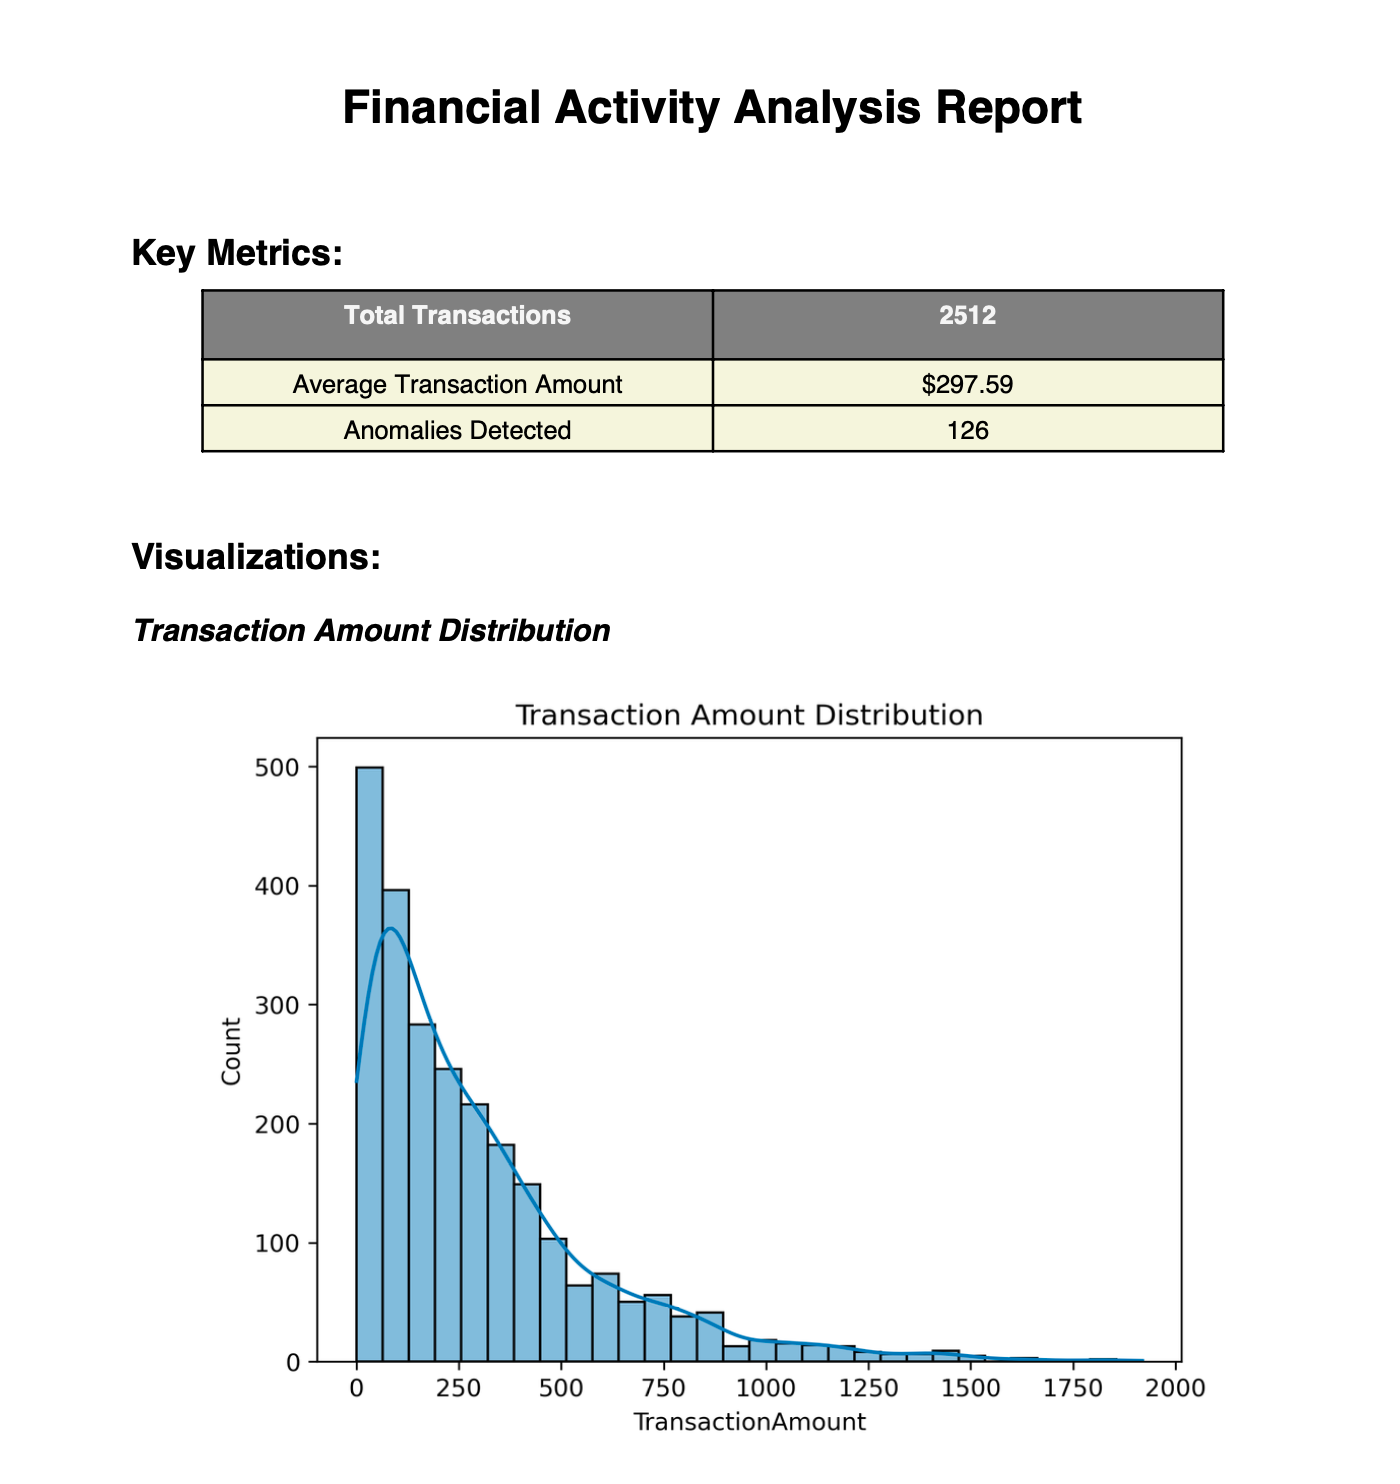 Financial Activity Analysis Report
Key Metrics:
Total Transactions 2512
Average Transaction Amount $297.59
Anomalies Detected 126
Visualizations:
Transaction Amount Distribution
Transaction Amount Distribution
500
400
300
200
100
0
Count
0 250 500 750 1000 1250 1500 1750 2000
TransactionAmount